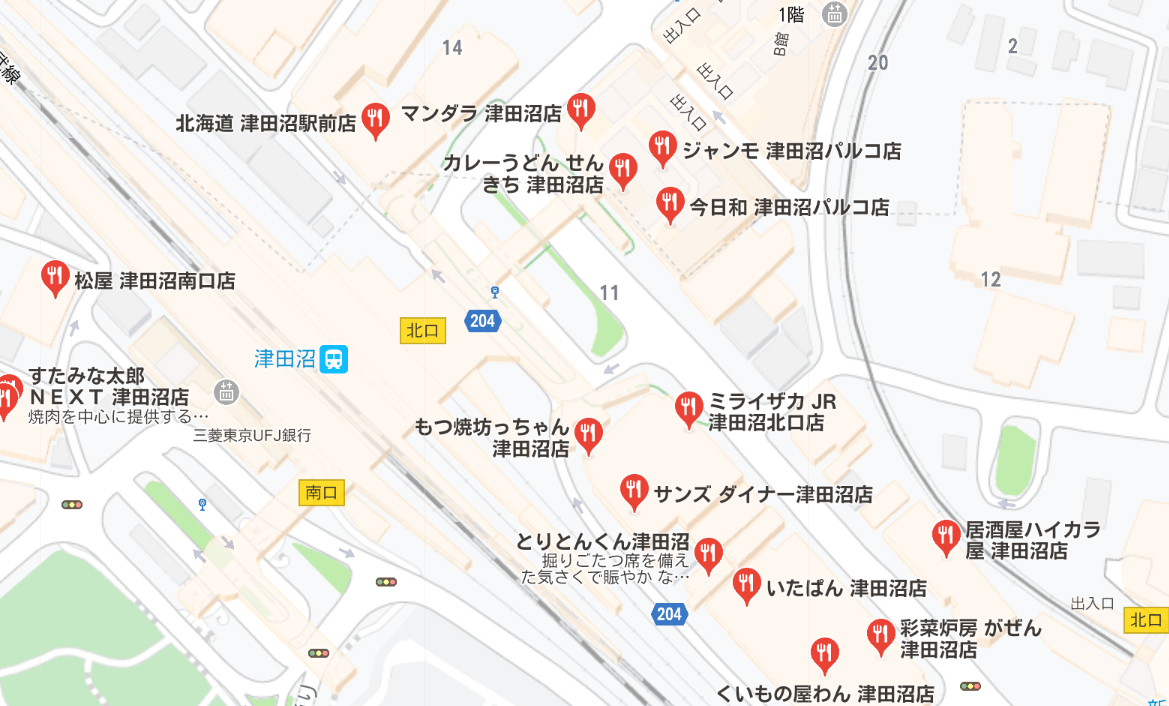 1階
出入口
B館
14
2
20
武線
出入口
出入口
マンダラ 津田沼店
北海道 津田沼駅前店
ジャンモ 津田沼パルコ店
カレーうどん せん
きち 津田沼店
今日和 津田沼パルコ店
松屋 津田沼南口店
12
11
204
北口
津田沼
すたみな太郎
NEXT 津田沼店
焼肉を中心に提供する…
三菱東京UFJ銀行
ミライザカ JR
津田沼北口店
もつ焼坊っちゃん
津田沼店
南口
サンズ ダイナー津田沼店
とりとんくん津田沼
掘りごたつ席を備え
た気さくで賑やか な…
居酒屋ハイカラ
屋 津田沼店
いたぱん 津田沼店
204
出入口
北口
彩菜炉房 がぜん
津田沼店
くいもの屋わん 津田沼店